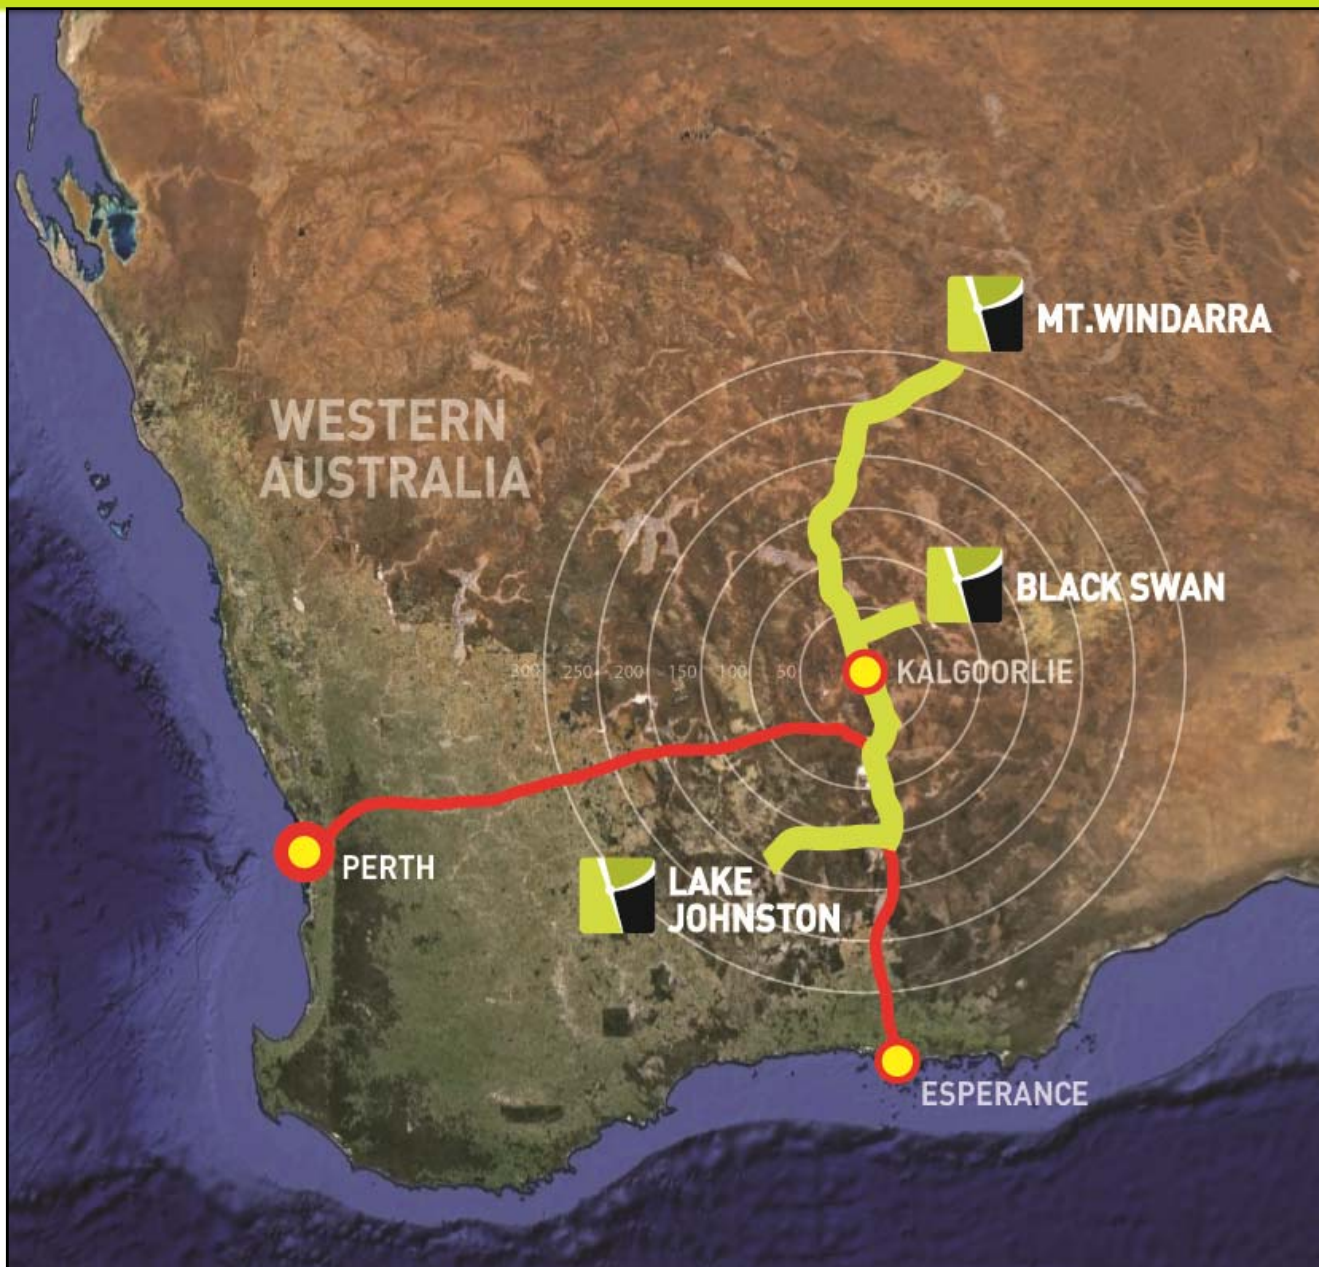 MT.WINDARRA
WESTERN
AUSTRALIA
BLACK SWAN
300 250 200 150 100 50
KALGOORLIE
PERTH
LAKE
JOHNSTON
ESPERANCE